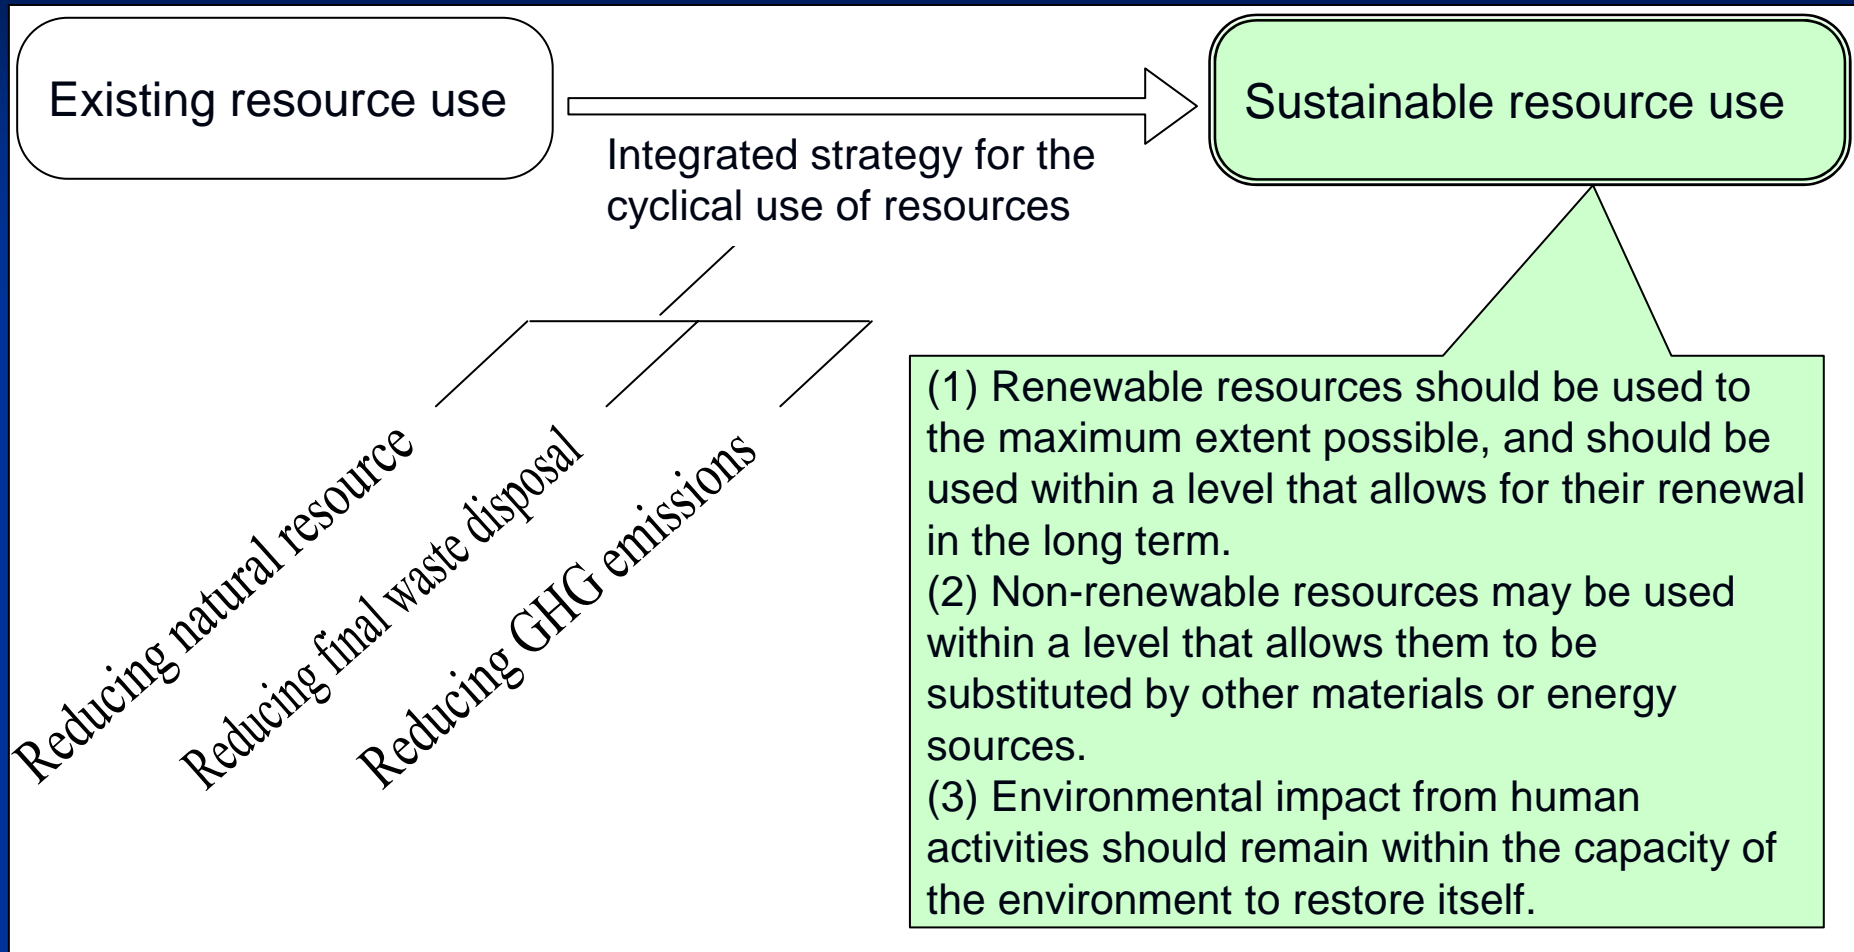 Existing resource use
Sustainable resource use
Integrated strategy for the
cyclical use of resources
Reducing natural resource
Reducing final waste disposal
Reducing GHG emissions
(1) Renewable resources should be used to
the maximum extent possible, and should be
used within a level that allows for their renewal
in the long term.
(2) Non-renewable resources may be used
within a level that allows them to be
substituted by other materials or energy
sources.
(3) Environmental impact from human
activities should remain within the capacity of
the environment to restore itself.